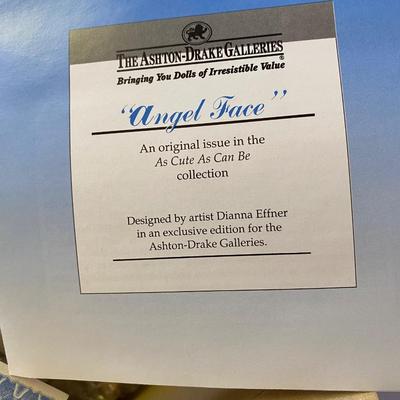 THE ASHTON-DRAKE GALLERIES®
Bringing You Dolls of Irresistible Value
"Angel Face"
An original issue in the
As Cute As Can Be
collection
Designed by artist Dianna Effner
in an exclusive edition for the
Ashton-Drake Galleries.